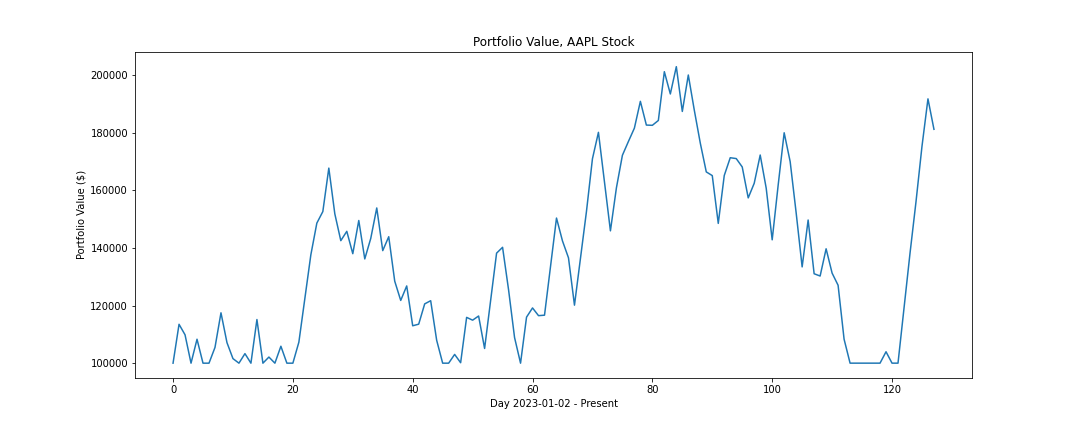 Portfolio Value, AAPL Stock
Portfolio Value ($)
200000
180000
160000
140000
120000
100000
0 20 40 60 80 100 120
Day 2023-01-02 - Present